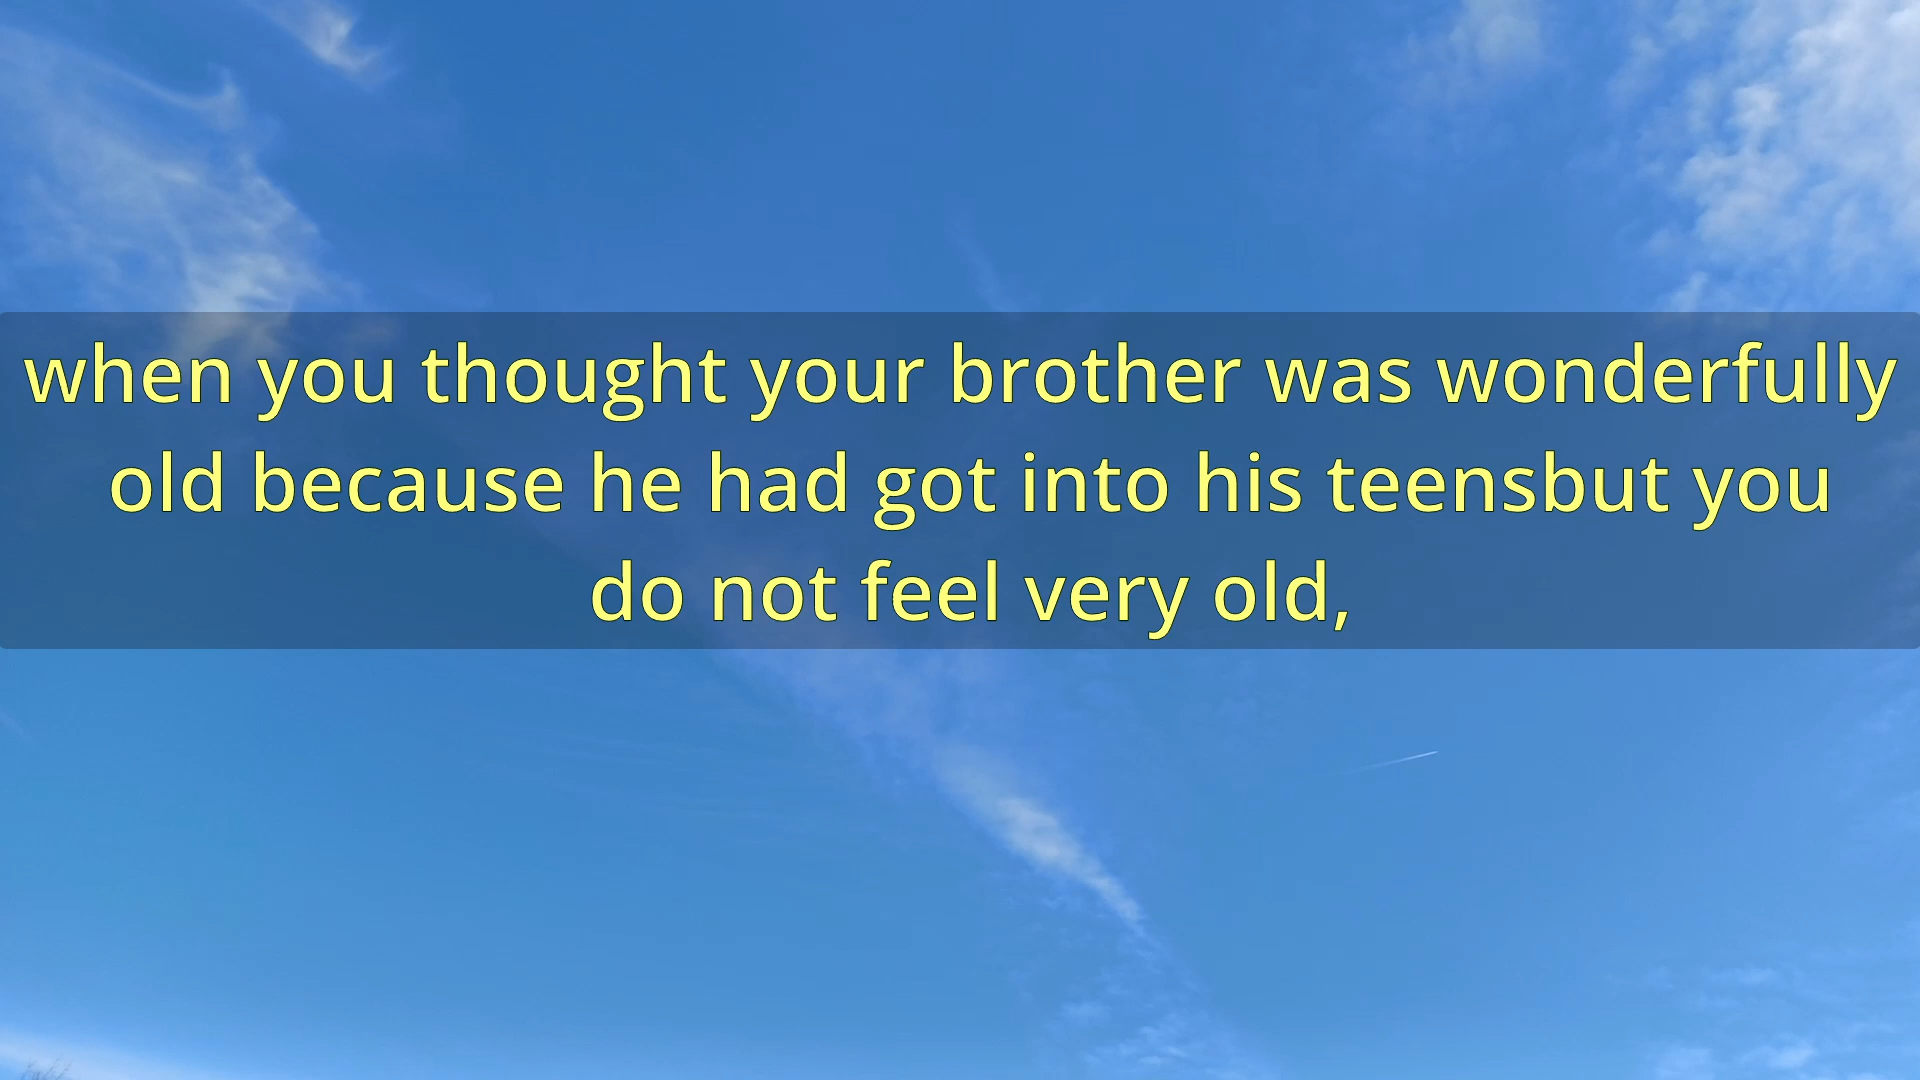 when you thought your brother was wonderfully
old because he had got into his teensbut you
do not feel very old,